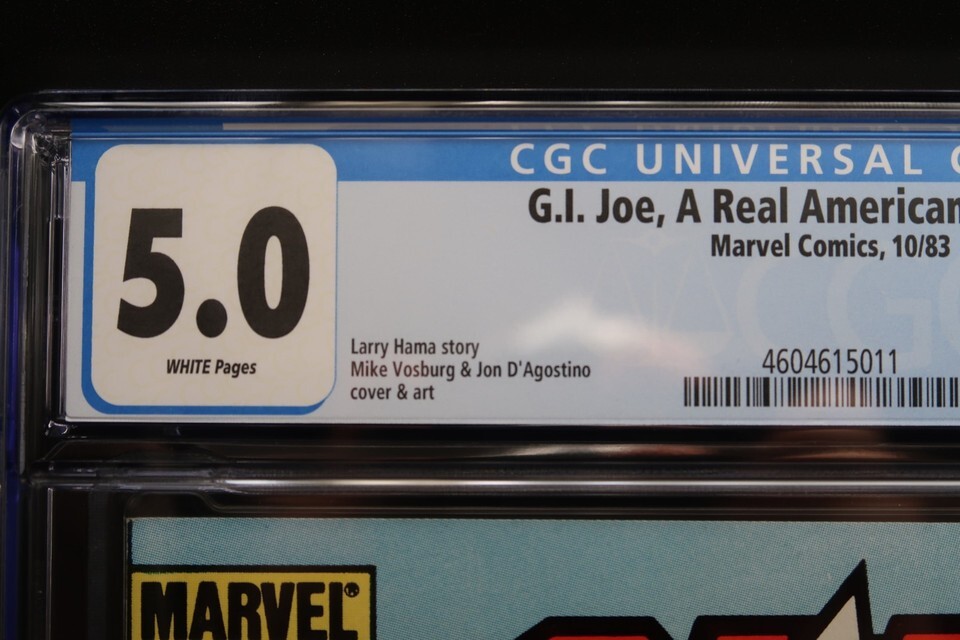 CGC UNIVERSAL
G.I. Joe, A Real American
Marvel Comics, 10/83
5.0
WHITE Pages
Larry Hama story
Mike Vosburg & Jon D'Agostino
cover & art
4604615011
MARVEL®